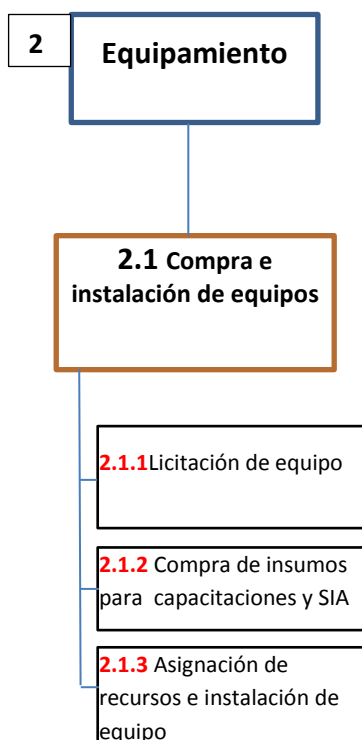 2
Equipamiento
2.1 Compra e
instalación de equipos
2.1.1Licitación de equipo
2.1.2 Compra de insumos
para capacitaciones y SIA
2.1.3 Asignación de
recursos e instalación de
equipo